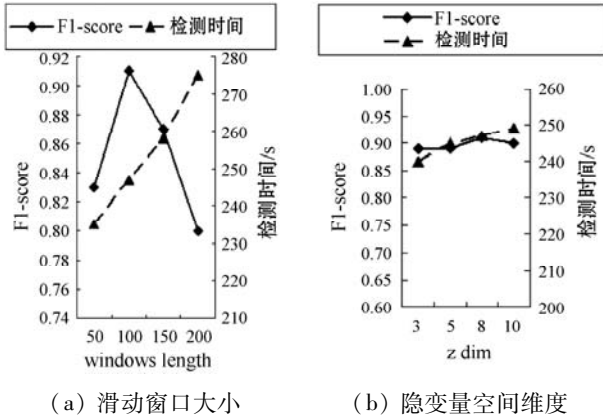 F1-score 检测时间
0.92
0.90
0.88
0.86
0.84
0.82
0.80
0.78
0.76
0.74
F1-score
280
270
260
250
240
230
220
210
检测时间/s
50 100 150 200
windows length
(a) 滑动窗口大小
F1-score
检测时间
1.00
0.95
0.90
0.85
0.80
0.75
0.70
0.65
0.60
F1-score
260
250
240
230
220
210
200
检测时间/s
3 5 8 10
z dim
(b) 隐变量空间维度